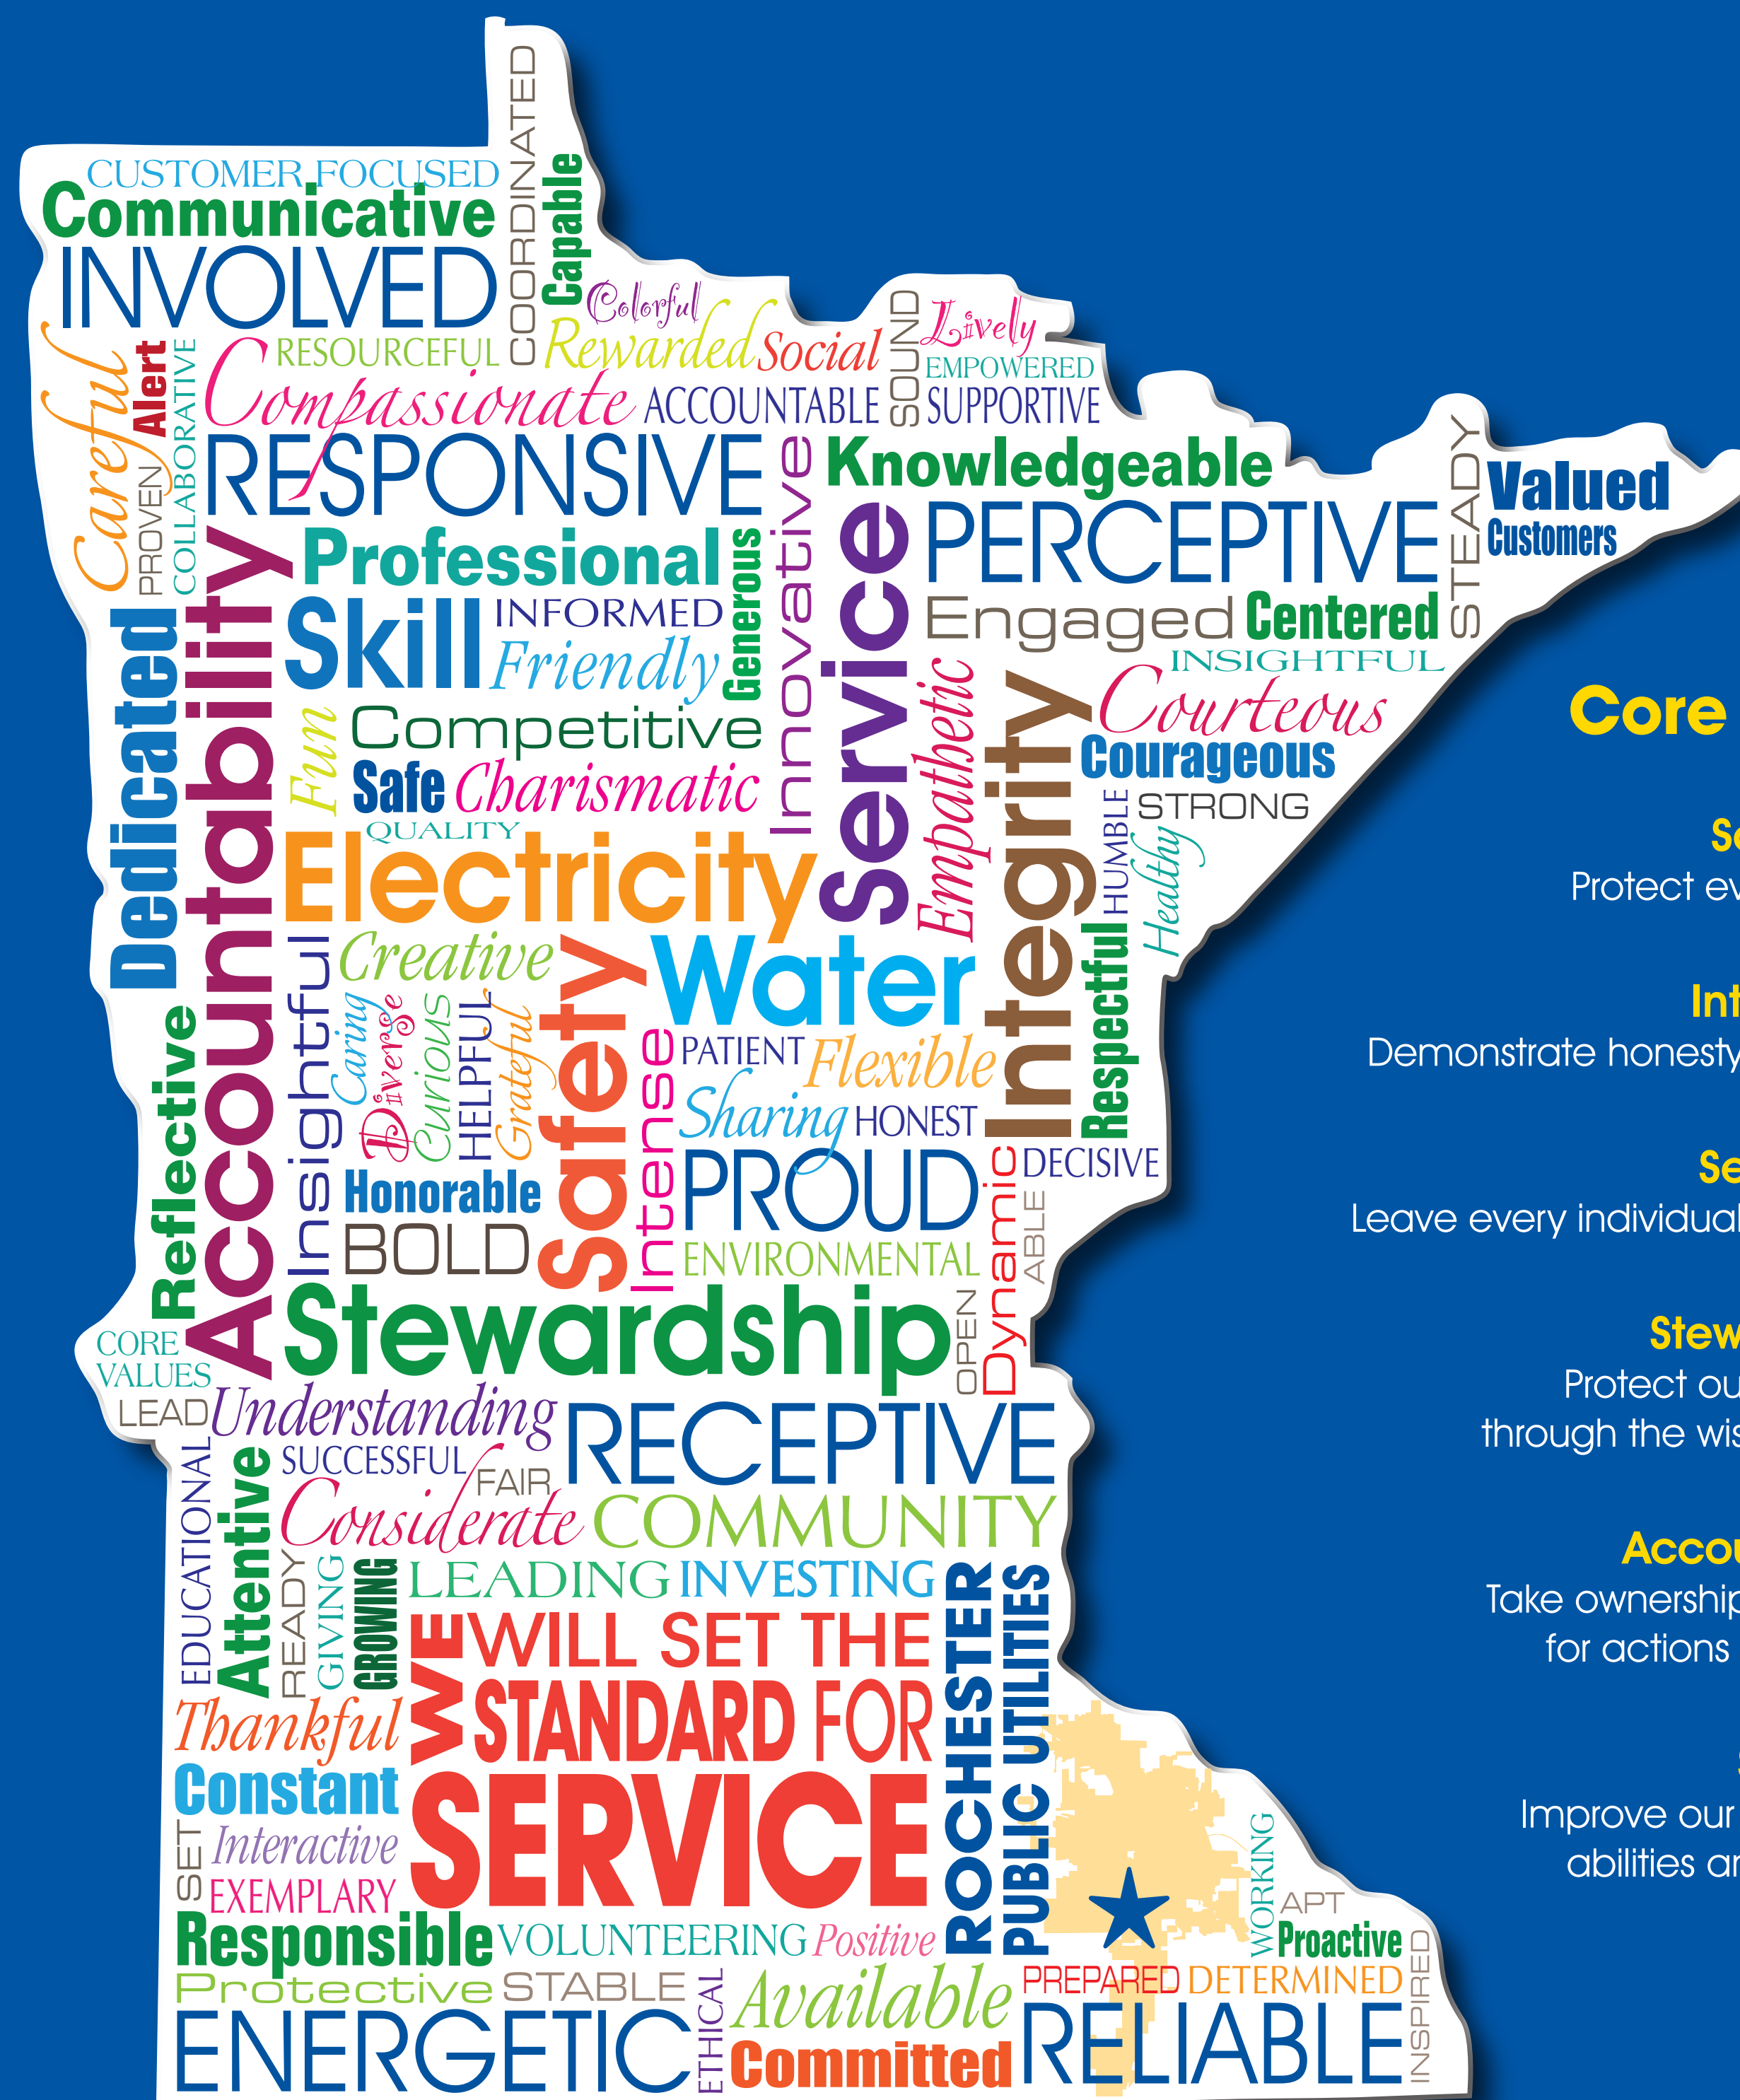 COORDINATED
CUSTOMER FOCUSED
Communicative
Capable
INVOLVED
Colorful
RESOURCEFUL
Rewarded
Social
SOUND
Lively
EMPOWERED
Careful
Alert
COLLABORATIVE
PROVEN
Compassionate
ACCOUNTABLE
SUPPORTIVE
RESPONSIVE
Innovative
Knowledgeable
STEADY
Valued
Customers
Service
PERCEPTIVE
Professional
Generous
Dedicated
Accountability
Skill
INFORMED
Friendly
Engaged
Centered
INSIGHTFUL
Courteous
Empathetic
Integrity
Fun
Competitive
Safe
Charismatic
QUALITY
Courageous
HUMBLE
STRONG
Healthy
Electricity
Respectful
Insightful
Creative
Safety
Water
Caring
Diverse
Curious
HELPFUL
Grateful
Intense
PATIENT
Flexible
Sharing
HONEST
Reflective
Honorable
BOLD
PROUD
DECISIVE
Dynamic
ABLE
ENVIRONMENTAL
Stewardship
OPEN
CORE
VALUES
LEAD
Understanding
RECEPTIVE
EDUCATIONAL
Attentive
SUCCESSFUL
FAIR
Considerate
COMMUNITY
READY
GIVING
GROWING
LEADING
INVESTING
WE
WILL SET THE
STANDARD FOR
SERVICE
ROCHESTER
PUBLIC UTILITIES
Thankful
Constant
SET
Interactive
EXEMPLARY
Responsible
VOLUNTEERING
Positive
WORKING
APT
Proactive
INSPIRED
Protective
STABLE
ETHICAL
Available
PREPARED
DETERMINED
ENERGETIC
Committed
RELIABLE
Core
Protect
Demonstrate honesty
Leave every individual
Protect
through the
Take ownership
for actions
Improve our
abilities